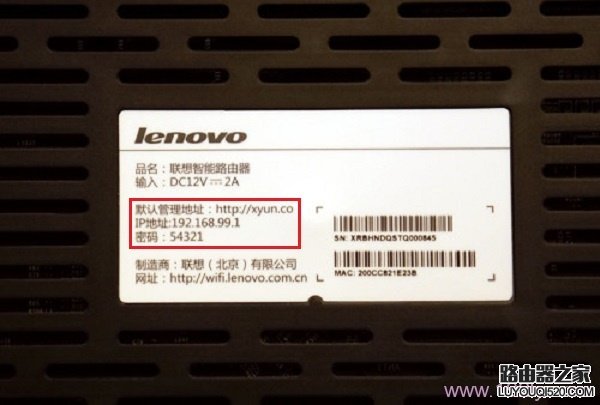 lenovo
品名：联想智能路由器
输入：DC12V⎓2A
默认管理地址：http://xyun.co
IP地址:192.168.99.1
密码：54321
SN: XRBHNDQSTQ000845
MAC: 200CC821E23B
制造商：联想（北京）有限公司
网址：http://wifi.lenovo.com.cn
路由器之家
LUYOUQI520.COM